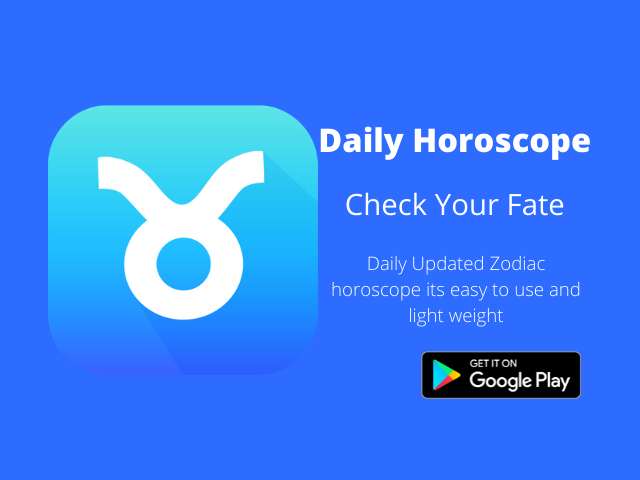 Daily Horoscope
Check Your Fate
Daily Updated Zodiac
horoscope its easy to use and
light weight
GET IT ON
Google Play